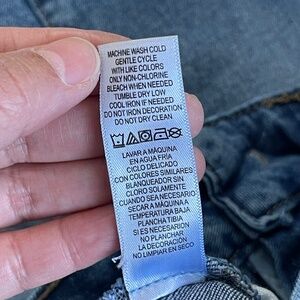 MACHINE WASH COLD
GENTLE CYCLE
WITH LIKE COLORS
ONLY NON-CHLORINE
BLEACH WHEN NEEDED
TUMBLE DRY LOW
COOL IRON IF NEEDED
DO NOT IRON DECORATION
DO NOT DRY CLEAN
LAVAR A MAQUINA
EN AGUA FRIA
CICLO DELICADO
CON COLORES SIMILARES
BLANQUEADOR SIN
CLORO SOLAMENTE
CUANDO SEA NECESARIO
SECAR A MAQUINA A
TEMPERATURA BAJA
PLANCHA TIBIA
SI ES NECESARIO
NO PLANCHAR
LA DECORACIÓN
NO LIMPIAR EN SECO